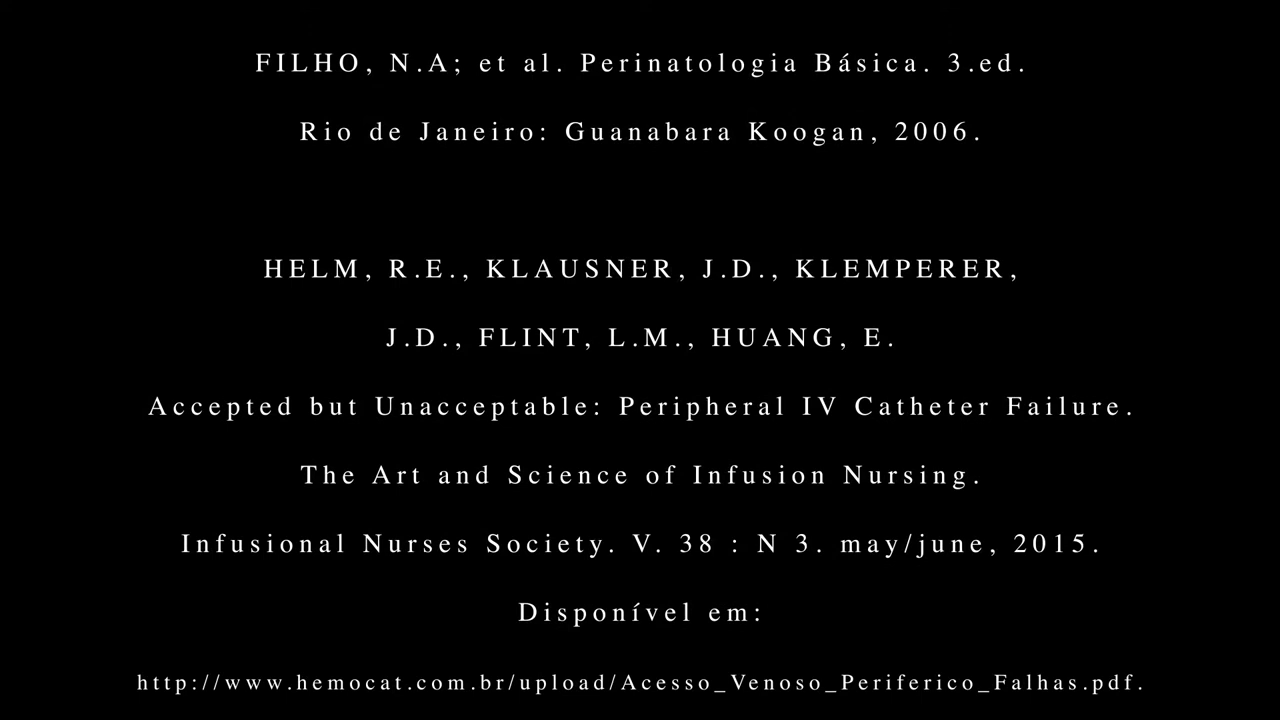 FILHO, N.A; et al. Perinatologia Básica. 3.ed.
Rio de Janeiro: Guanabara Koogan, 2006.
HELM, R.E., KLAUSNER, J.D., KLEMPERER,
J.D., FLINT, L.M., HUANG, E.
Accepted but Unacceptable: Peripheral IV Catheter Failure.
The Art and Science of Infusion Nursing.
Infusional Nurses Society. V. 38 : N 3. may/june, 2015.
Disponível em:
http://www.hemocat.com.br/upload/Acesso_Venoso_Periferico_Falhas.pdf.